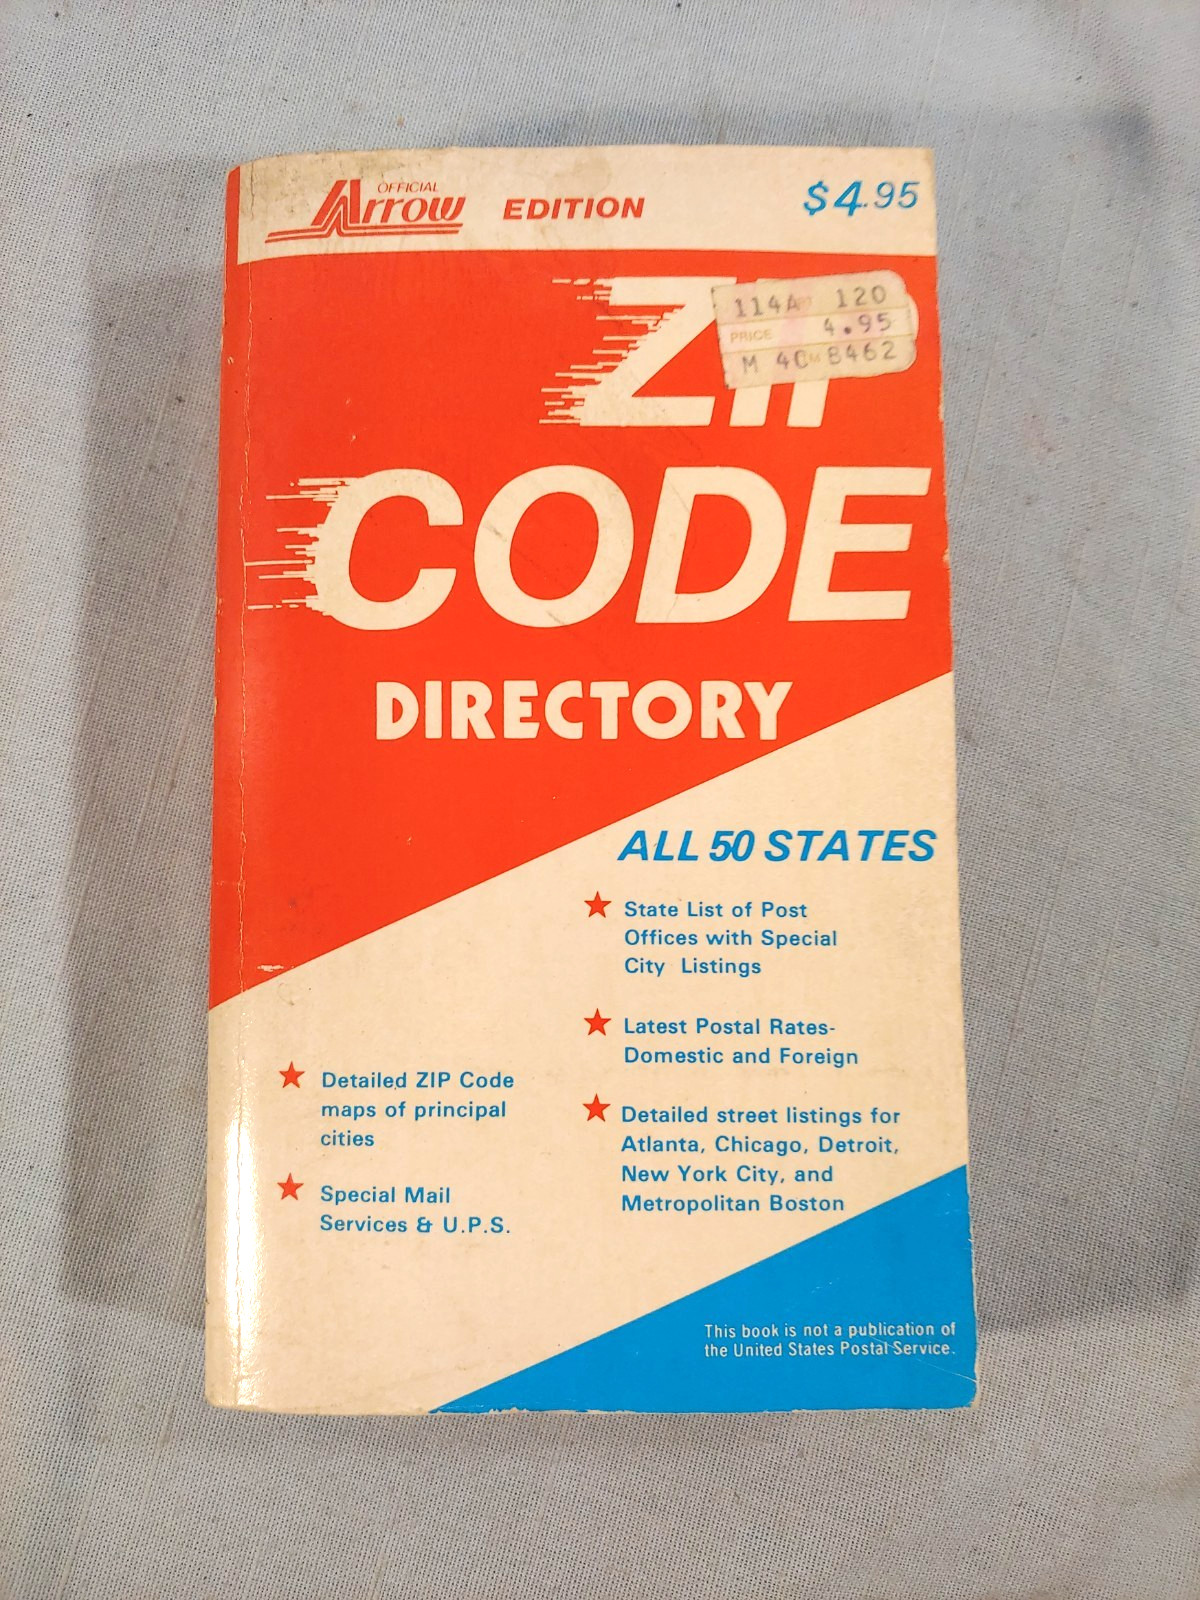 OFFICIAL
Arrow EDITION
$4.95
114A 120
PRICE 4.95
M 4C 8462
ZIP
CODE
DIRECTORY
ALL 50 STATES
★ State List of Post
Offices with Special
City Listings
★ Latest Postal Rates-
Domestic and Foreign
★ Detailed street listings for
Atlanta, Chicago, Detroit,
New York City, and
Metropolitan Boston
★ Detailed ZIP Code
maps of principal
cities
★ Special Mail
Services & U.P.S.
This book is not a publication of
the United States Postal Service.